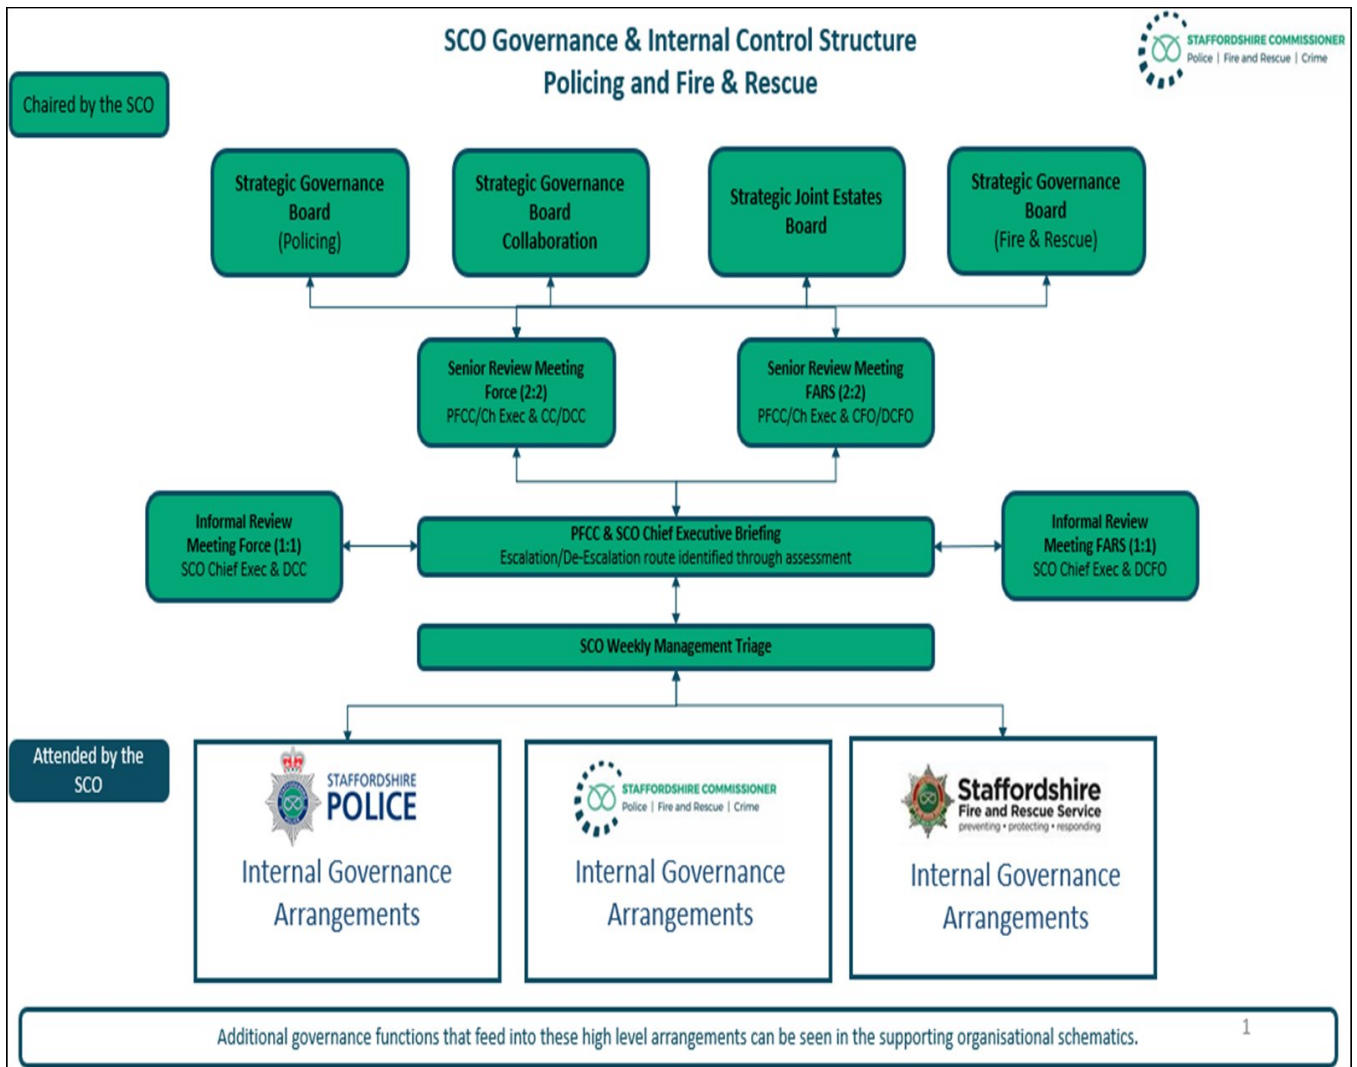 SCO Governance & Internal Control Structure
Policing and Fire & Rescue
STAFFORDSHIRE COMMISSIONER
Police | Fire and Rescue | Crime
Chaired by the SCO
Strategic Governance
Board
(Policing)
Strategic Governance
Board
Collaboration
Strategic Joint Estates
Board
Strategic Governance
Board
(Fire & Rescue)
Senior Review Meeting
Force (2:2)
PFCC/Ch Exec & CC/DCC
Senior Review Meeting
FARS (2:2)
PFCC/Ch Exec & CFO/DCFO
Informal Review
Meeting Force (1:1)
SCO Chief Exec & DCC
PFCC & SCO Chief Executive Briefing
Escalation/De-Escalation route identified through assessment
Informal Review
Meeting FARS (1:1)
SCO Chief Exec & DCFO
SCO Weekly Management Triage
Attended by the
SCO
STAFFORDSHIRE
POLICE
Internal Governance
Arrangements
STAFFORDSHIRE COMMISSIONER
Police | Fire and Rescue | Crime
Internal Governance
Arrangements
Staffordshire
Fire and Rescue Service
preventing • protecting • responding
Internal Governance
Arrangements
Additional governance functions that feed into these high level arrangements can be seen in the supporting organisational schematics.
1